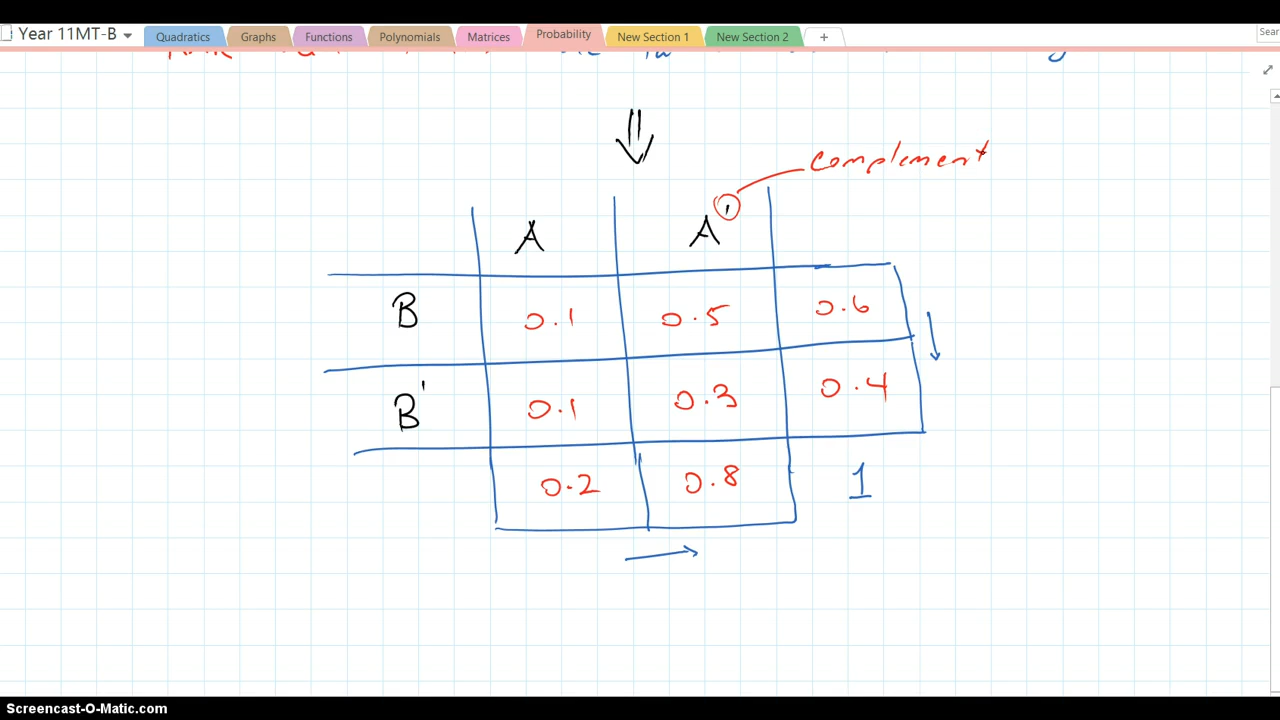 Year 11MT-B
Quadratics Graphs Functions Polynomials Matrices Probability New Section 1 New Section 2 +
Sear
complement
A A'
B 0.1 0.5 0.6
B' 0.1 0.3 0.4
0.2 0.8 1
Screencast-O-Matic.com